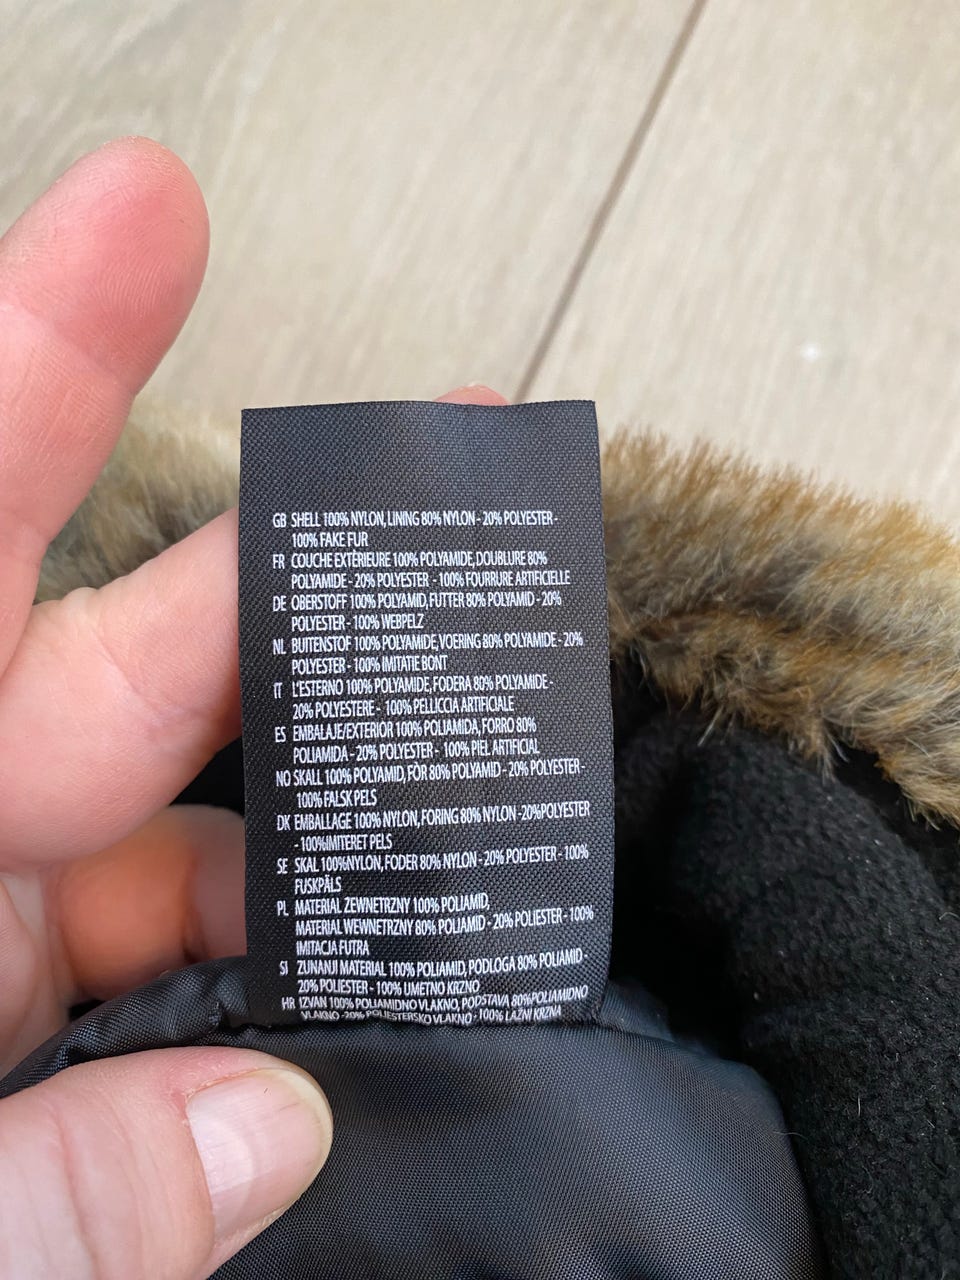 GB SHELL 100% NYLON, LINING 80% NYLON - 20% POLYESTER -
100% FAKE FUR
FR COUCHE EXTÈRIEURE 100% POLYAMIDE, DOUBLURE 80%
POLYAMIDE - 20% POLYESTER - 100% FOURRURE ARTIFICIELLE
DE OBERSTOFF 100% POLYAMID, FUTTER 80% POLYAMID - 20%
POLYESTER - 100% WEBPELZ
NL BUITENSTOF 100% POLYAMIDE, VOERING 80% POLYAMIDE - 20%
POLYESTER - 100% IMITATIE BONT
IT L'ESTERNO 100% POLYAMIDE, FODERA 80% POLYAMIDE -
20% POLYESTERE - 100% PELLICCIA ARTIFICIALE
ES EMBALAJE/EXTERIOR 100% POLIAMIDA, FORRO 80%
POLIAMIDA - 20% POLYESTER - 100% PIEL ARTIFICIAL
NO SKALL 100% POLYAMID, FÒR 80% POLYAMID - 20% POLYESTER -
100% FALSK PELS
DK EMBALLAGE 100% NYLON, FORING 80% NYLON -20%POLYESTER
- 100%IMITERET PELS
SE SKAL 100%NYLON, FODER 80% NYLON - 20% POLYESTER - 100%
FUSKPÅLS
PL MATERIAL ZEWNETRZNY 100% POLIAMID,
MATERIAL WEWNETRZNY 80% POLIAMID - 20% POLIESTER - 100%
IMITACJA FUTRA
SI ZUNANJI MATERIAL 100% POLIAMID, PODLOGA 80% POLIAMID -
20% POLIESTER - 100% UMETNO KRZNO
HR IZVAN 100% POLIAMIDNO VLAKNO, PODSTAVA 80%POLIAMIDNO
VLAKNO -20% POLIESTERSKO VLAKNO - 100% LAŽNI KRZNA